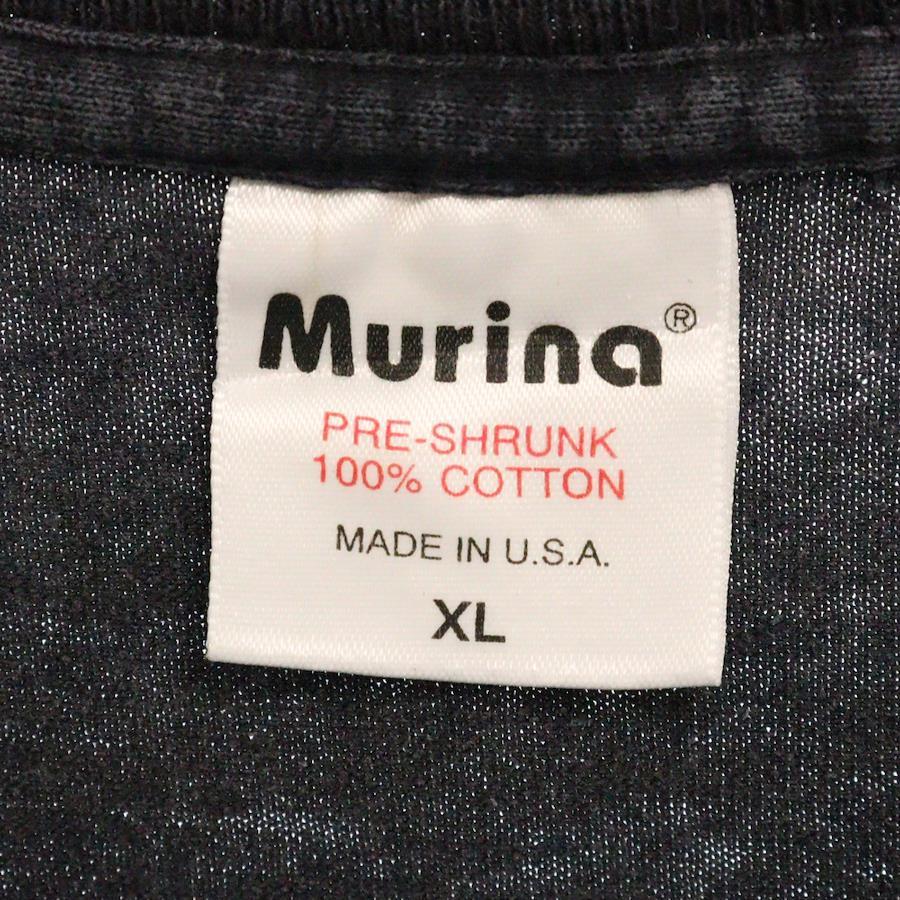 Murina®
PRE-SHRUNK
100% COTTON
MADE IN U.S.A.
XL